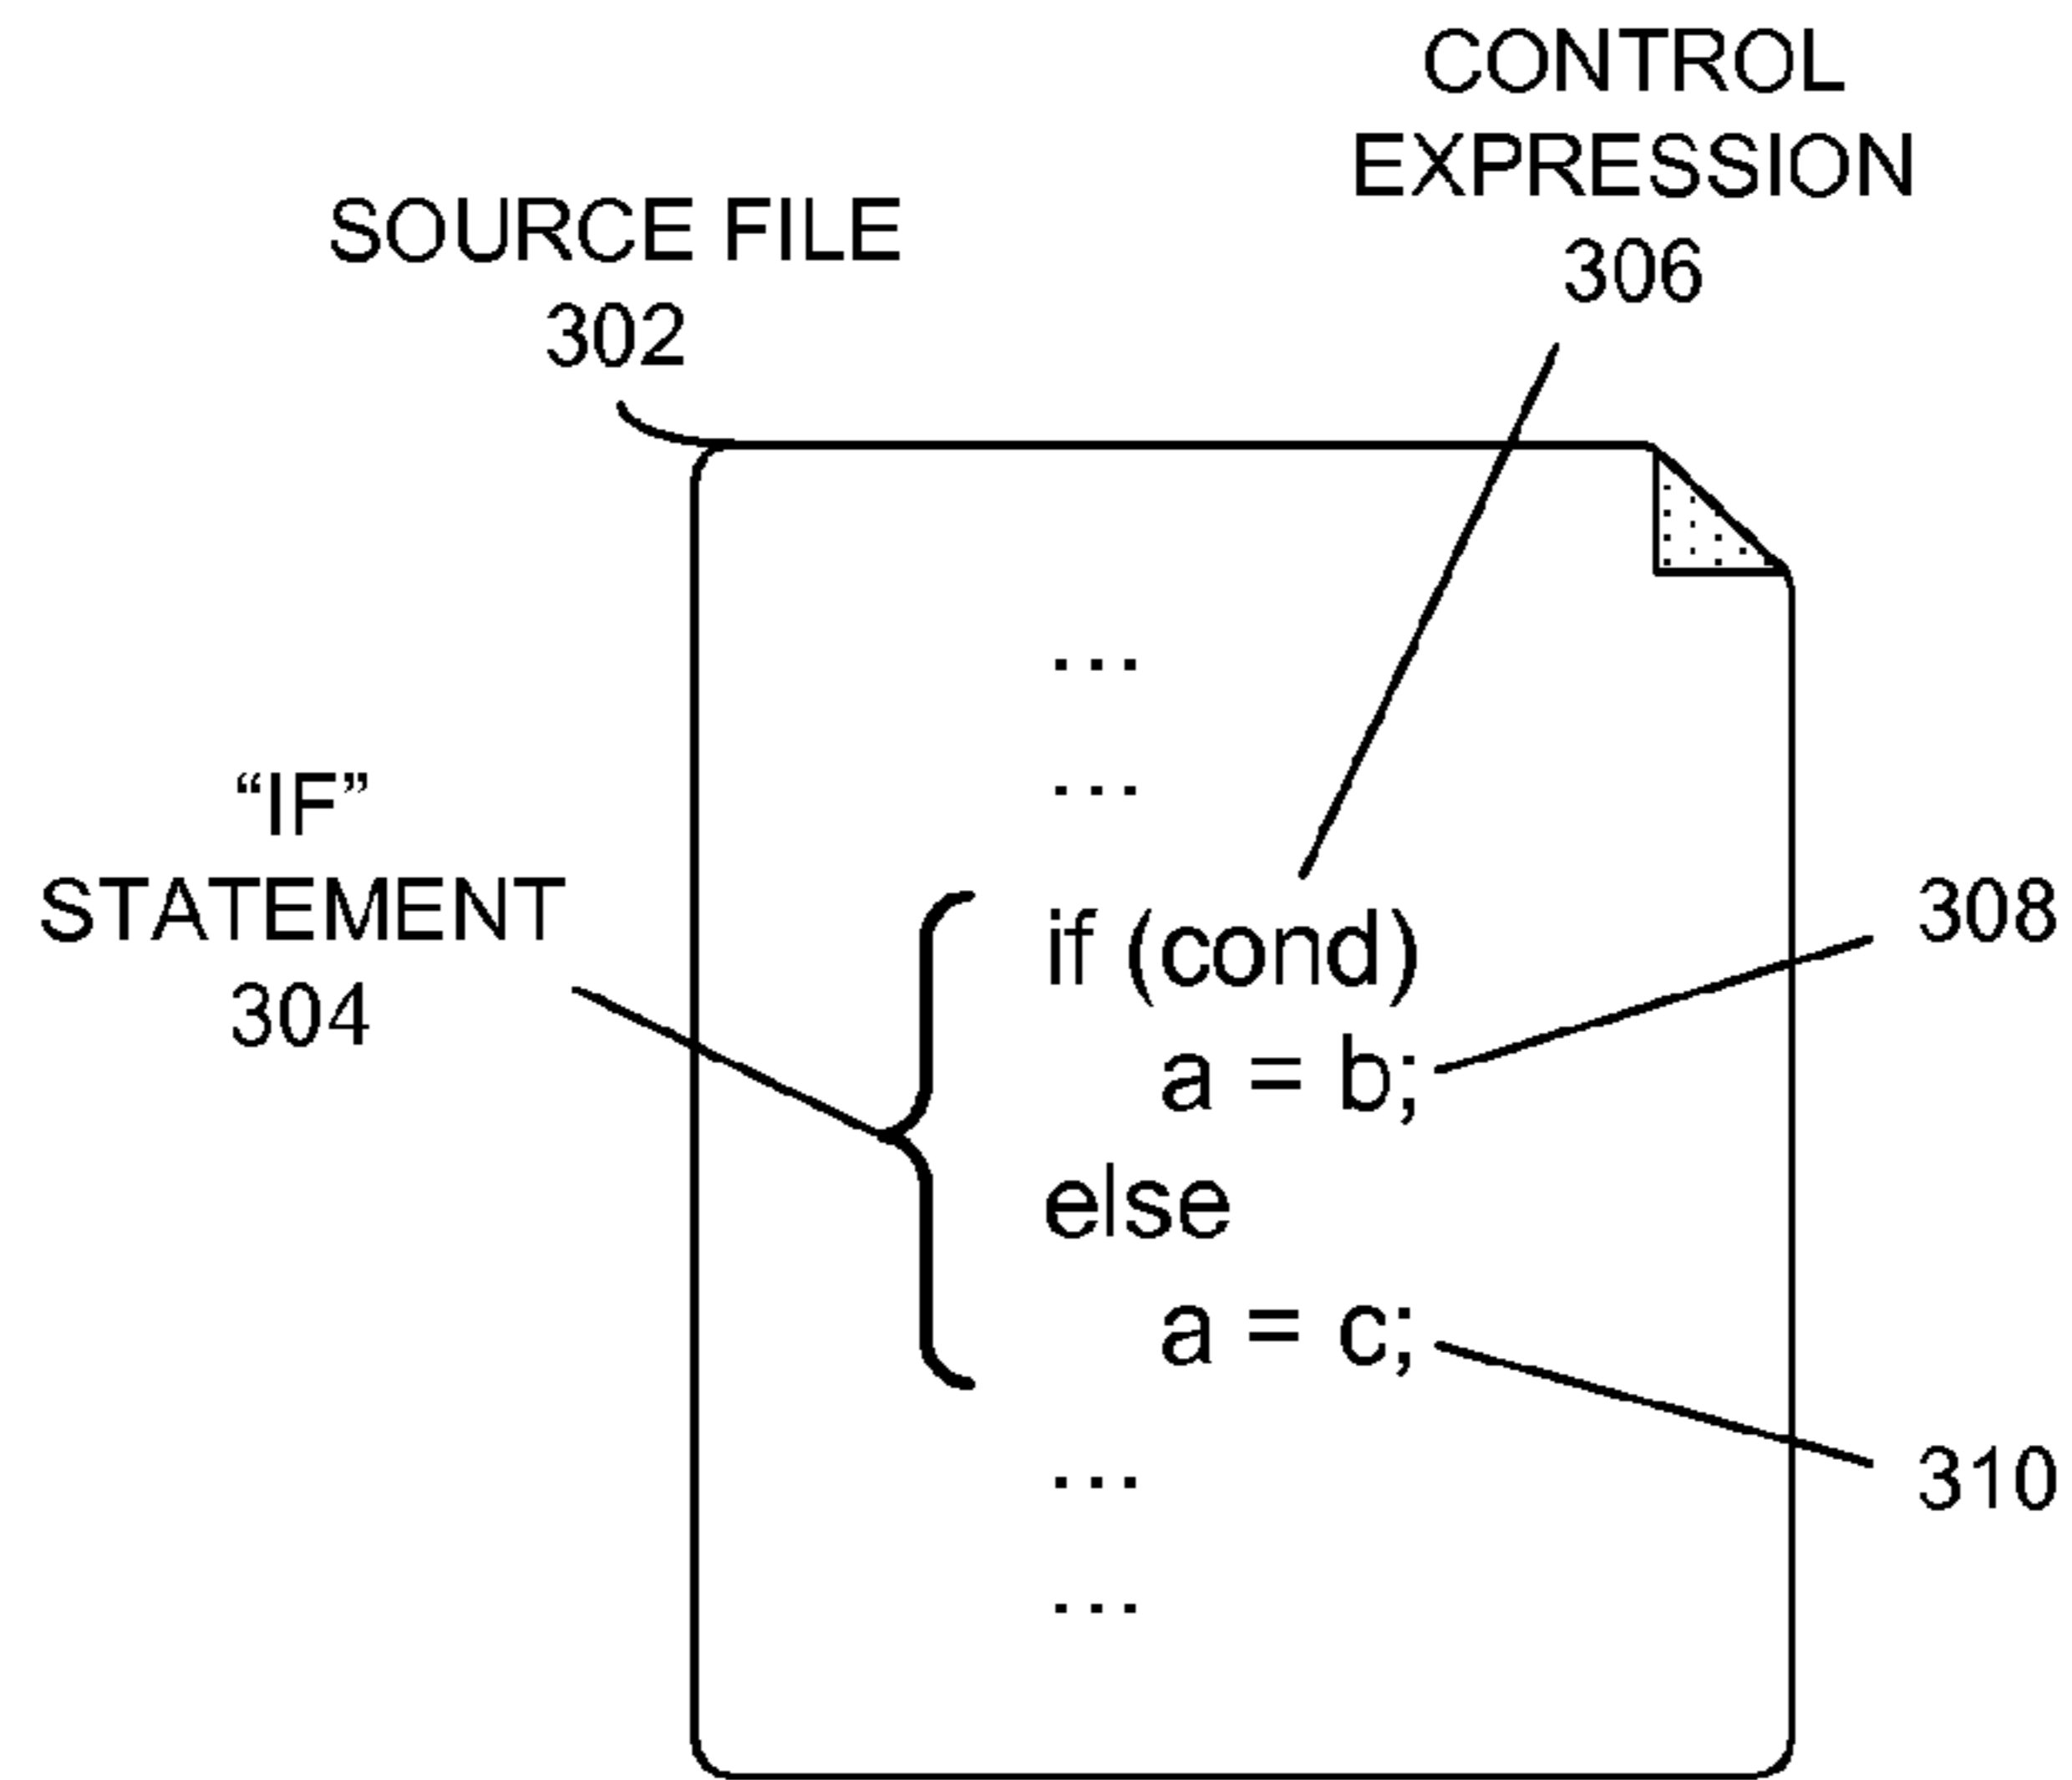 CONTROL
EXPRESSION
306
SOURCE FILE
302
...
...
“IF”
STATEMENT
304
if (cond)
a = b;
else
a = c;
308
310
...
...